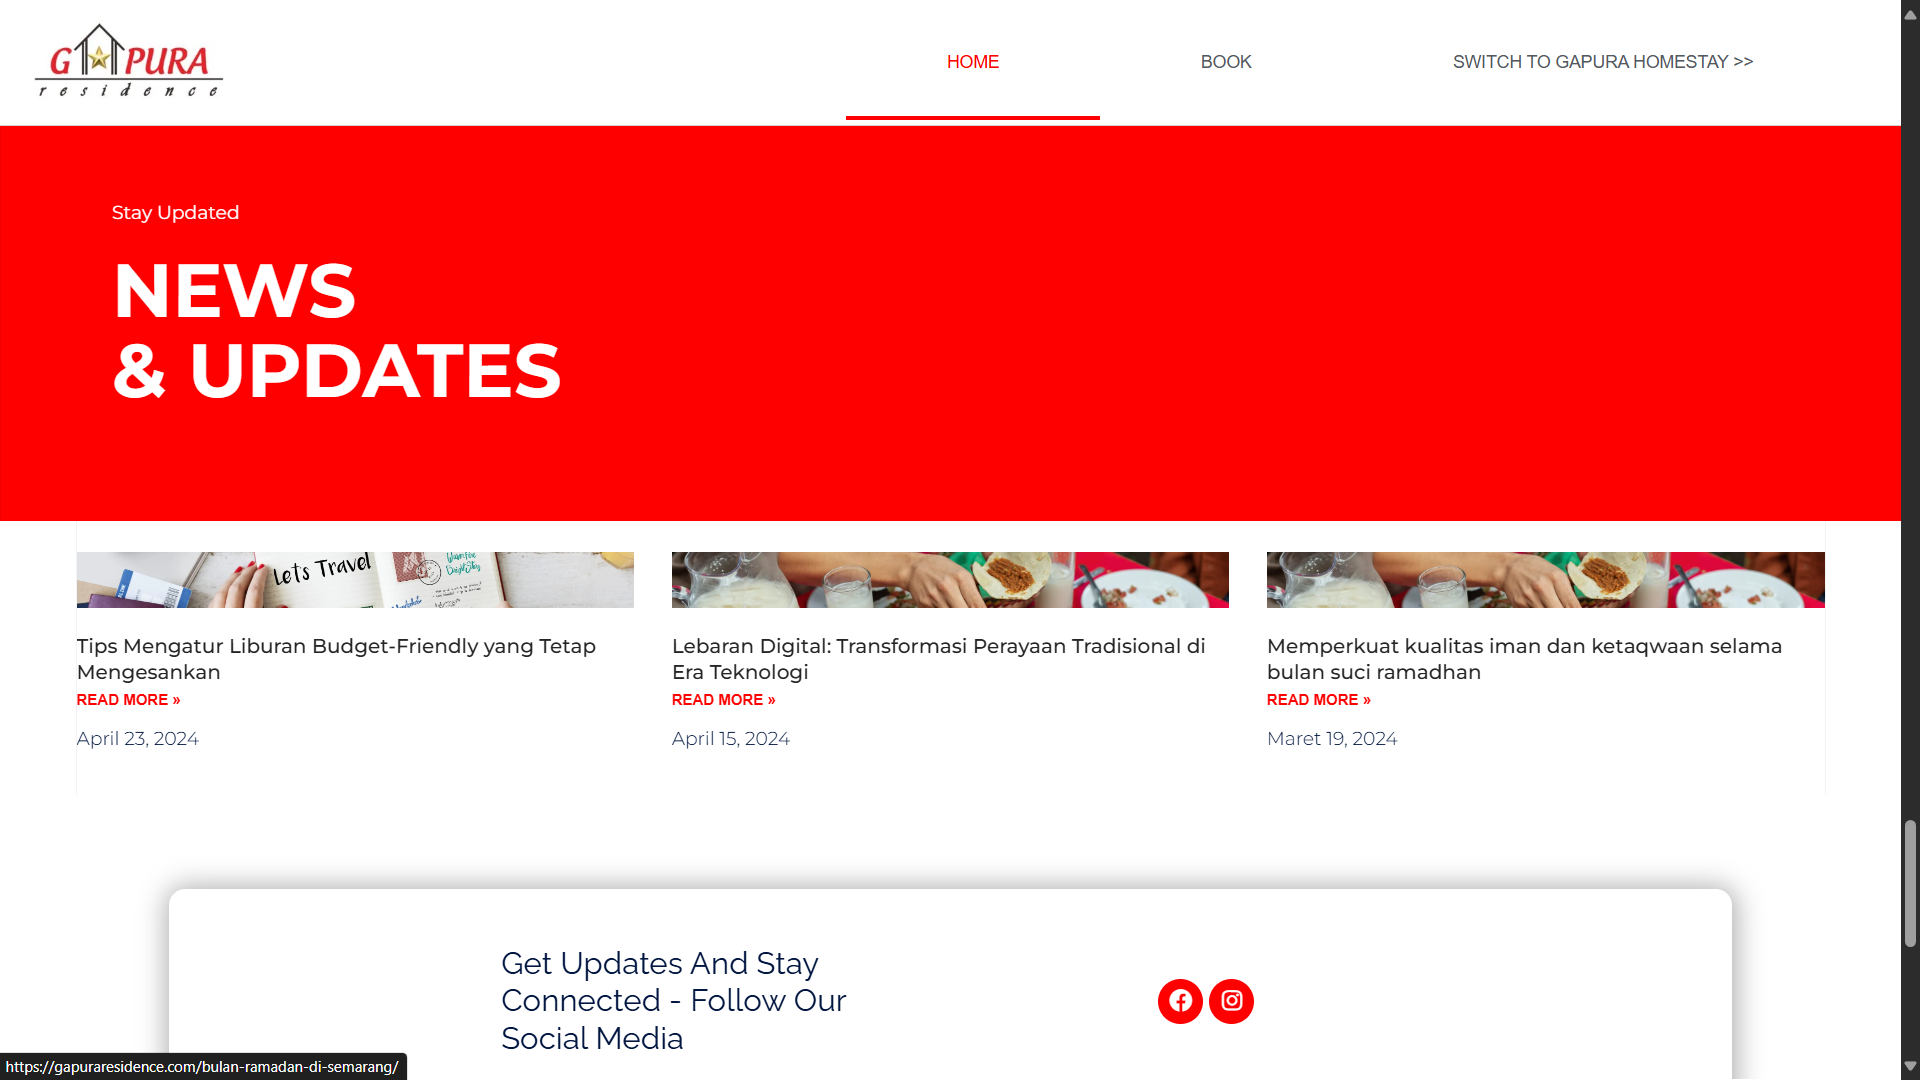 GAPURA
residence
HOME
BOOK
SWITCH TO GAPURA HOMESTAY >>
Stay Updated
NEWS
& UPDATES
Let's Travel
Tips Mengatur Liburan Budget-Friendly yang Tetap
Mengesankan
READ MORE »
April 23, 2024
Lebaran Digital: Transformasi Perayaan Tradisional di
Era Teknologi
READ MORE »
April 15, 2024
Memperkuat kualitas iman dan ketaqwaan selama
bulan suci ramadhan
READ MORE »
Maret 19, 2024
Get Updates And Stay
Connected - Follow Our
Social Media
https://gapuraresidence.com/bulan-ramadan-di-semarang/